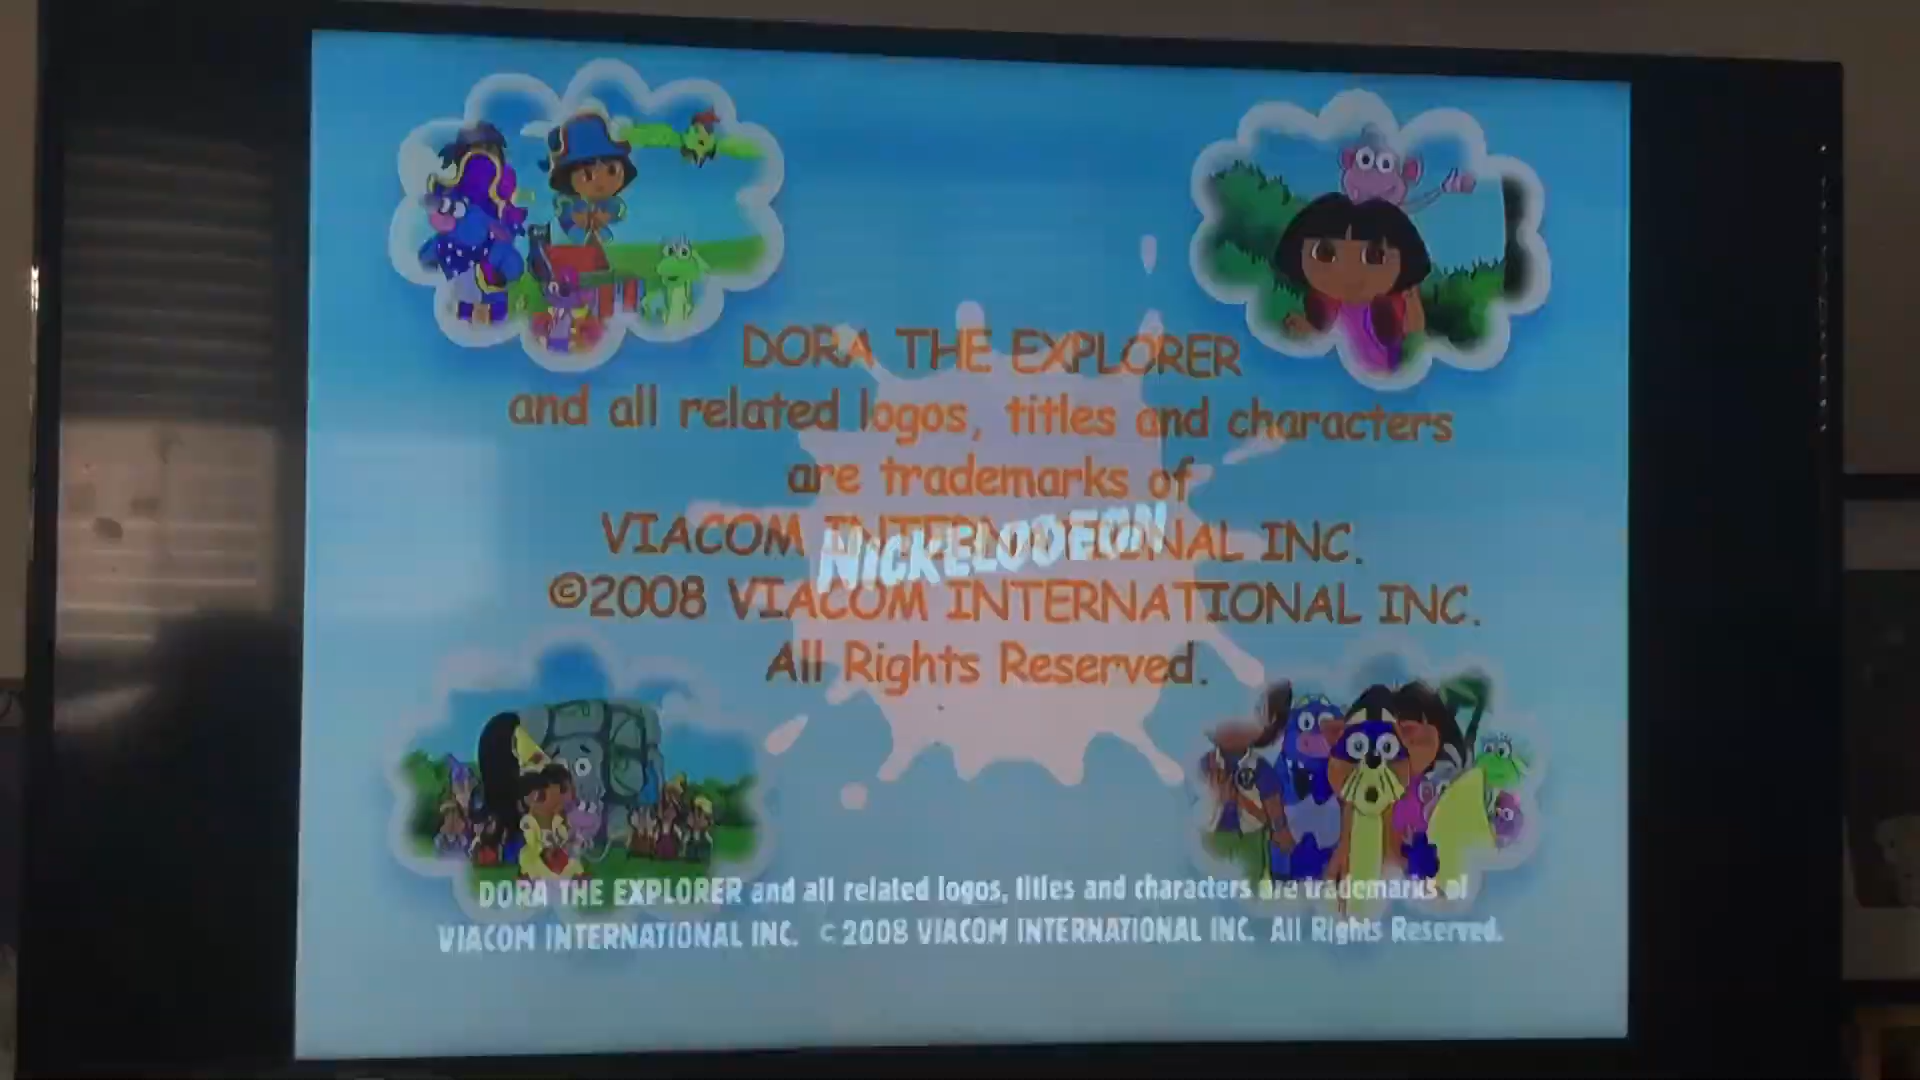 DORA THE EXPLORER
and all related logos, titles and characters
are trademarks of
VIACOM INTERNATIONAL INC.
NICKELODEON
©2008 VIACOM INTERNATIONAL INC.
All Rights Reserved.
DORA THE EXPLORER and all related logos, titles and characters are trademarks of
VIACOM INTERNATIONAL INC. c 2008 VIACOM INTERNATIONAL INC. All Rights Reserved.